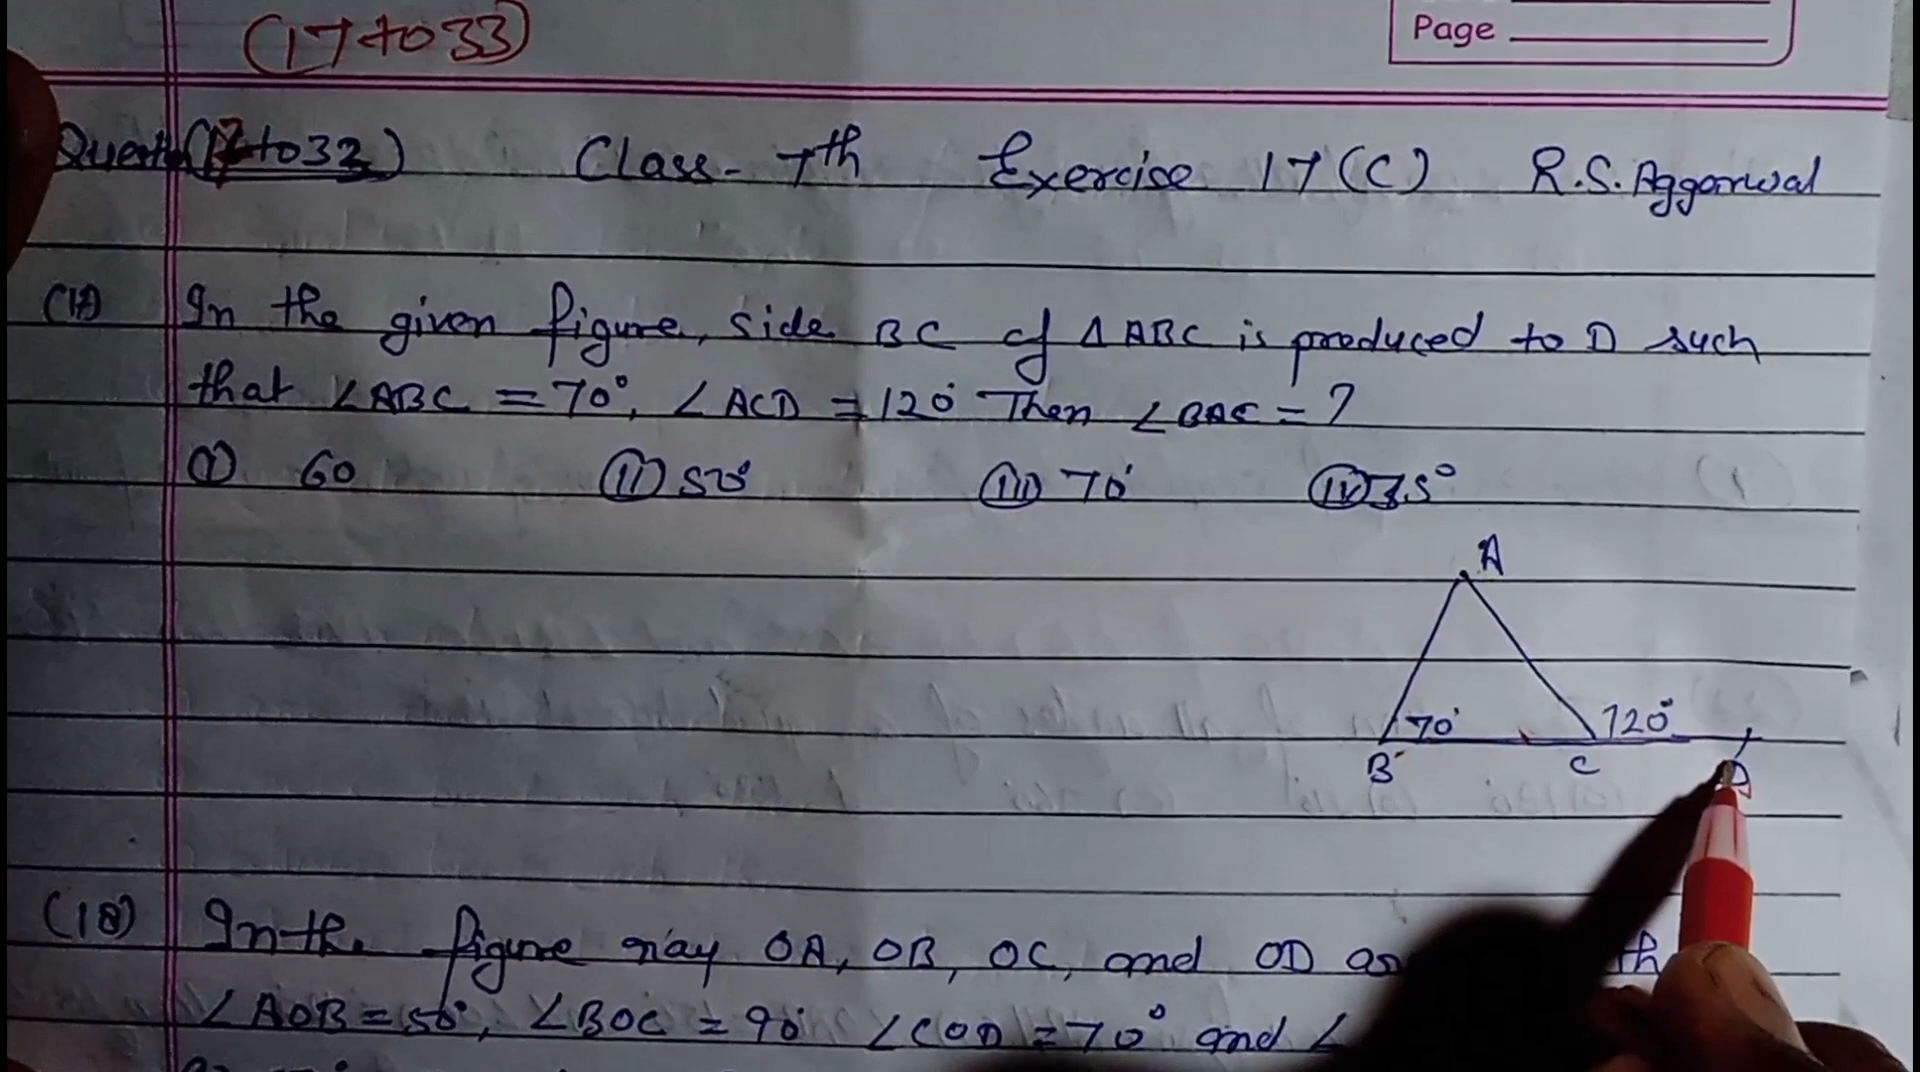 (17 to 33)
Page
(17 to 33) Class - 7th Exercise 17 (C) R.S. Aggarwal
(17) In the given figure, side BC of ΔABC is produced to D such
that ∠ABC = 70°, ∠ACD = 120° Then ∠BAC = ?
(I) 60 (II) 50° (III) 70° (IV) 35°
A
70° 120°
B C D
(18) In the figure ray OA, OB, OC, and OD
∠AOB = 50°, ∠BOC = 90° ∠COD = 70° and ∠